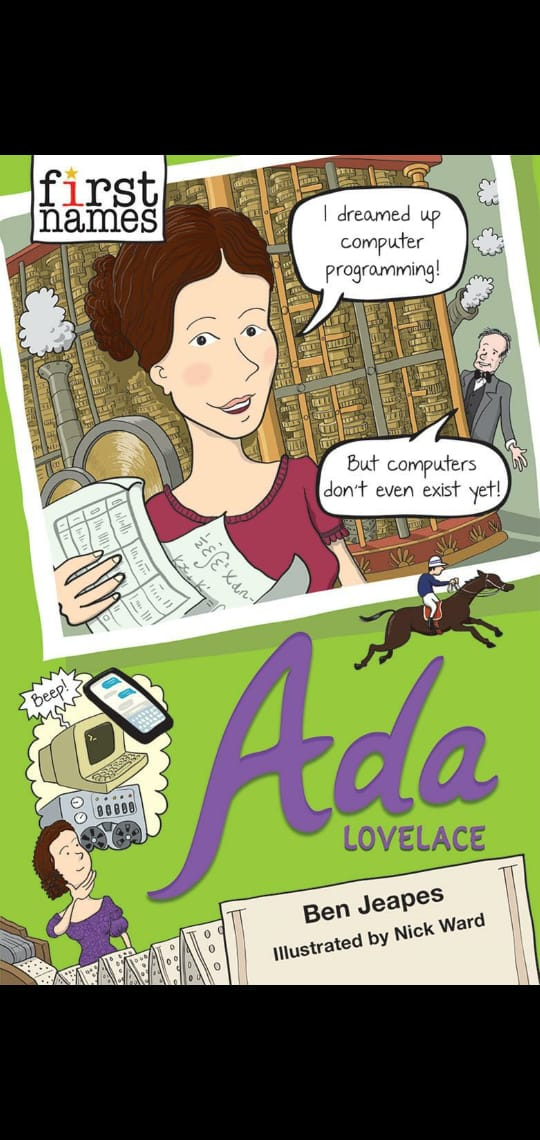 first
names
I dreamed up
computer
programming!
But computers
don't even exist yet!
Beep!
Ada
LOVELACE
Ben Jeapes
Illustrated by Nick Ward